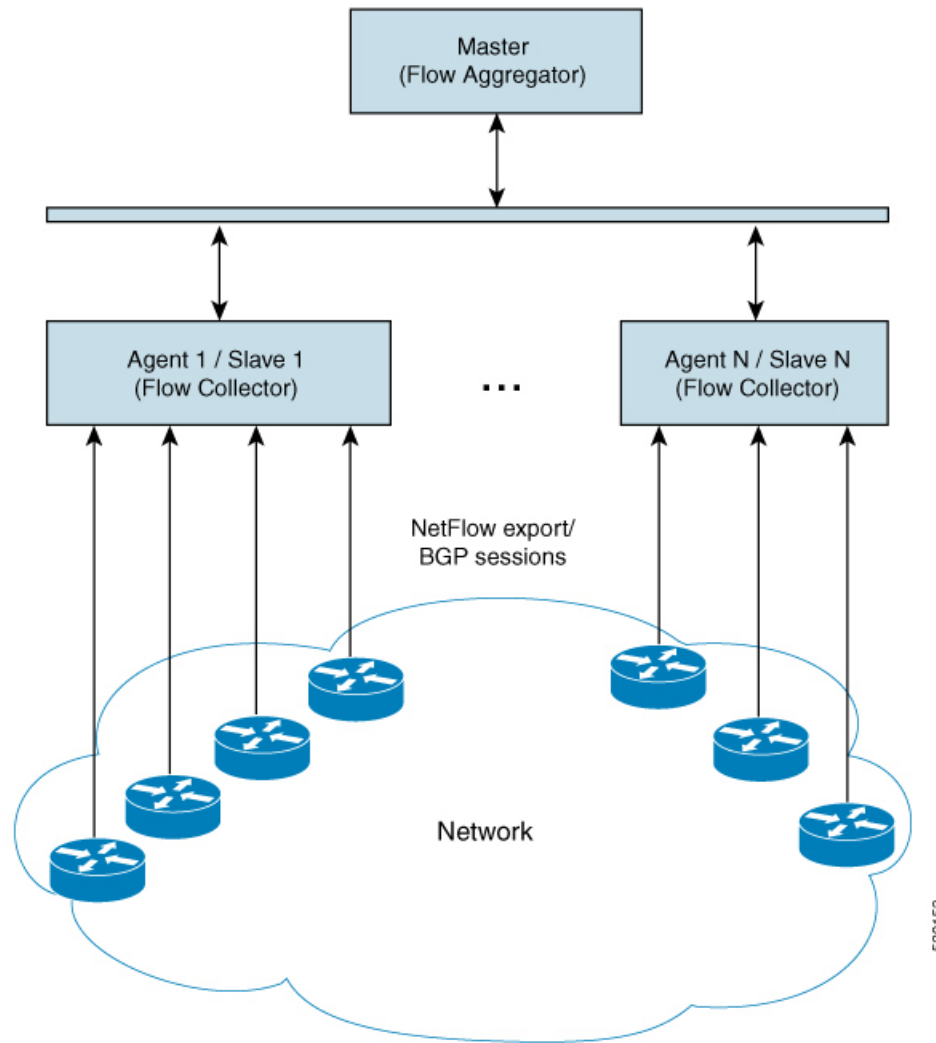 Master
(Flow Aggregator)
Agent 1 / Slave 1
(Flow Collector)
...
Agent N / Slave N
(Flow Collector)
NetFlow export/
BGP sessions
Network